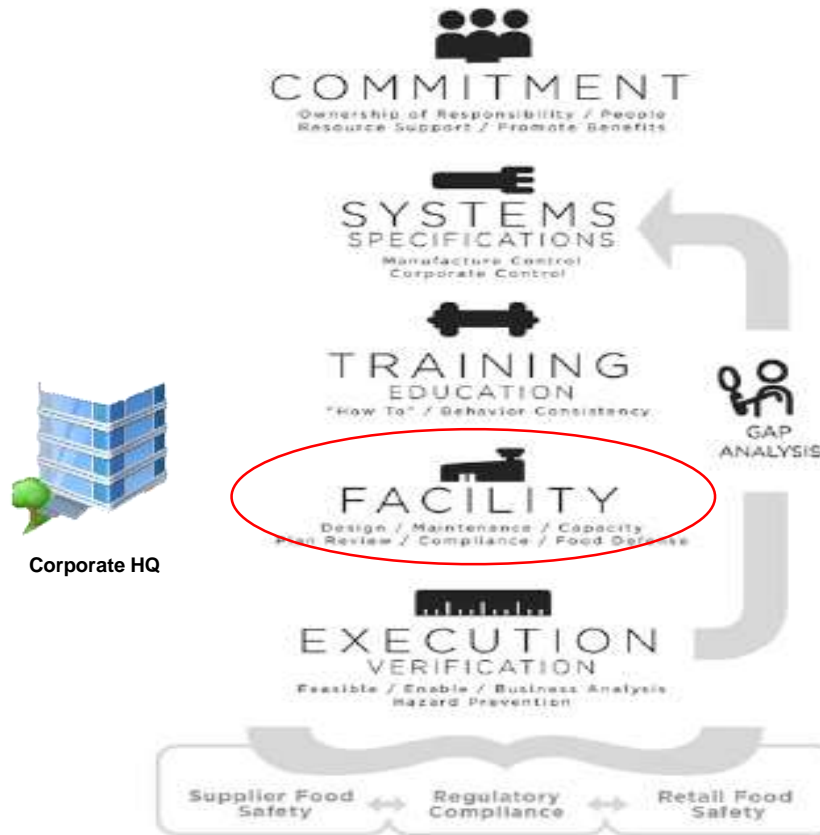 COMMITMENT
Ownership of Responsibility / People
Resource Support / Promote Benefits
SYSTEMS
SPECIFICATIONS
Manufacture Control
Corporate Control
TRAINING
EDUCATION
"How To" / Behavior Consistency
GAP
ANALYSIS
FACILITY
Design / Maintenance / Capacity
Plan Review / Compliance / Food Defense
Corporate HQ
EXECUTION
VERIFICATION
Feasible / Enable / Business Analysis
Hazard Prevention
Supplier Food
Safety
Regulatory
Compliance
Retail Food
Safety